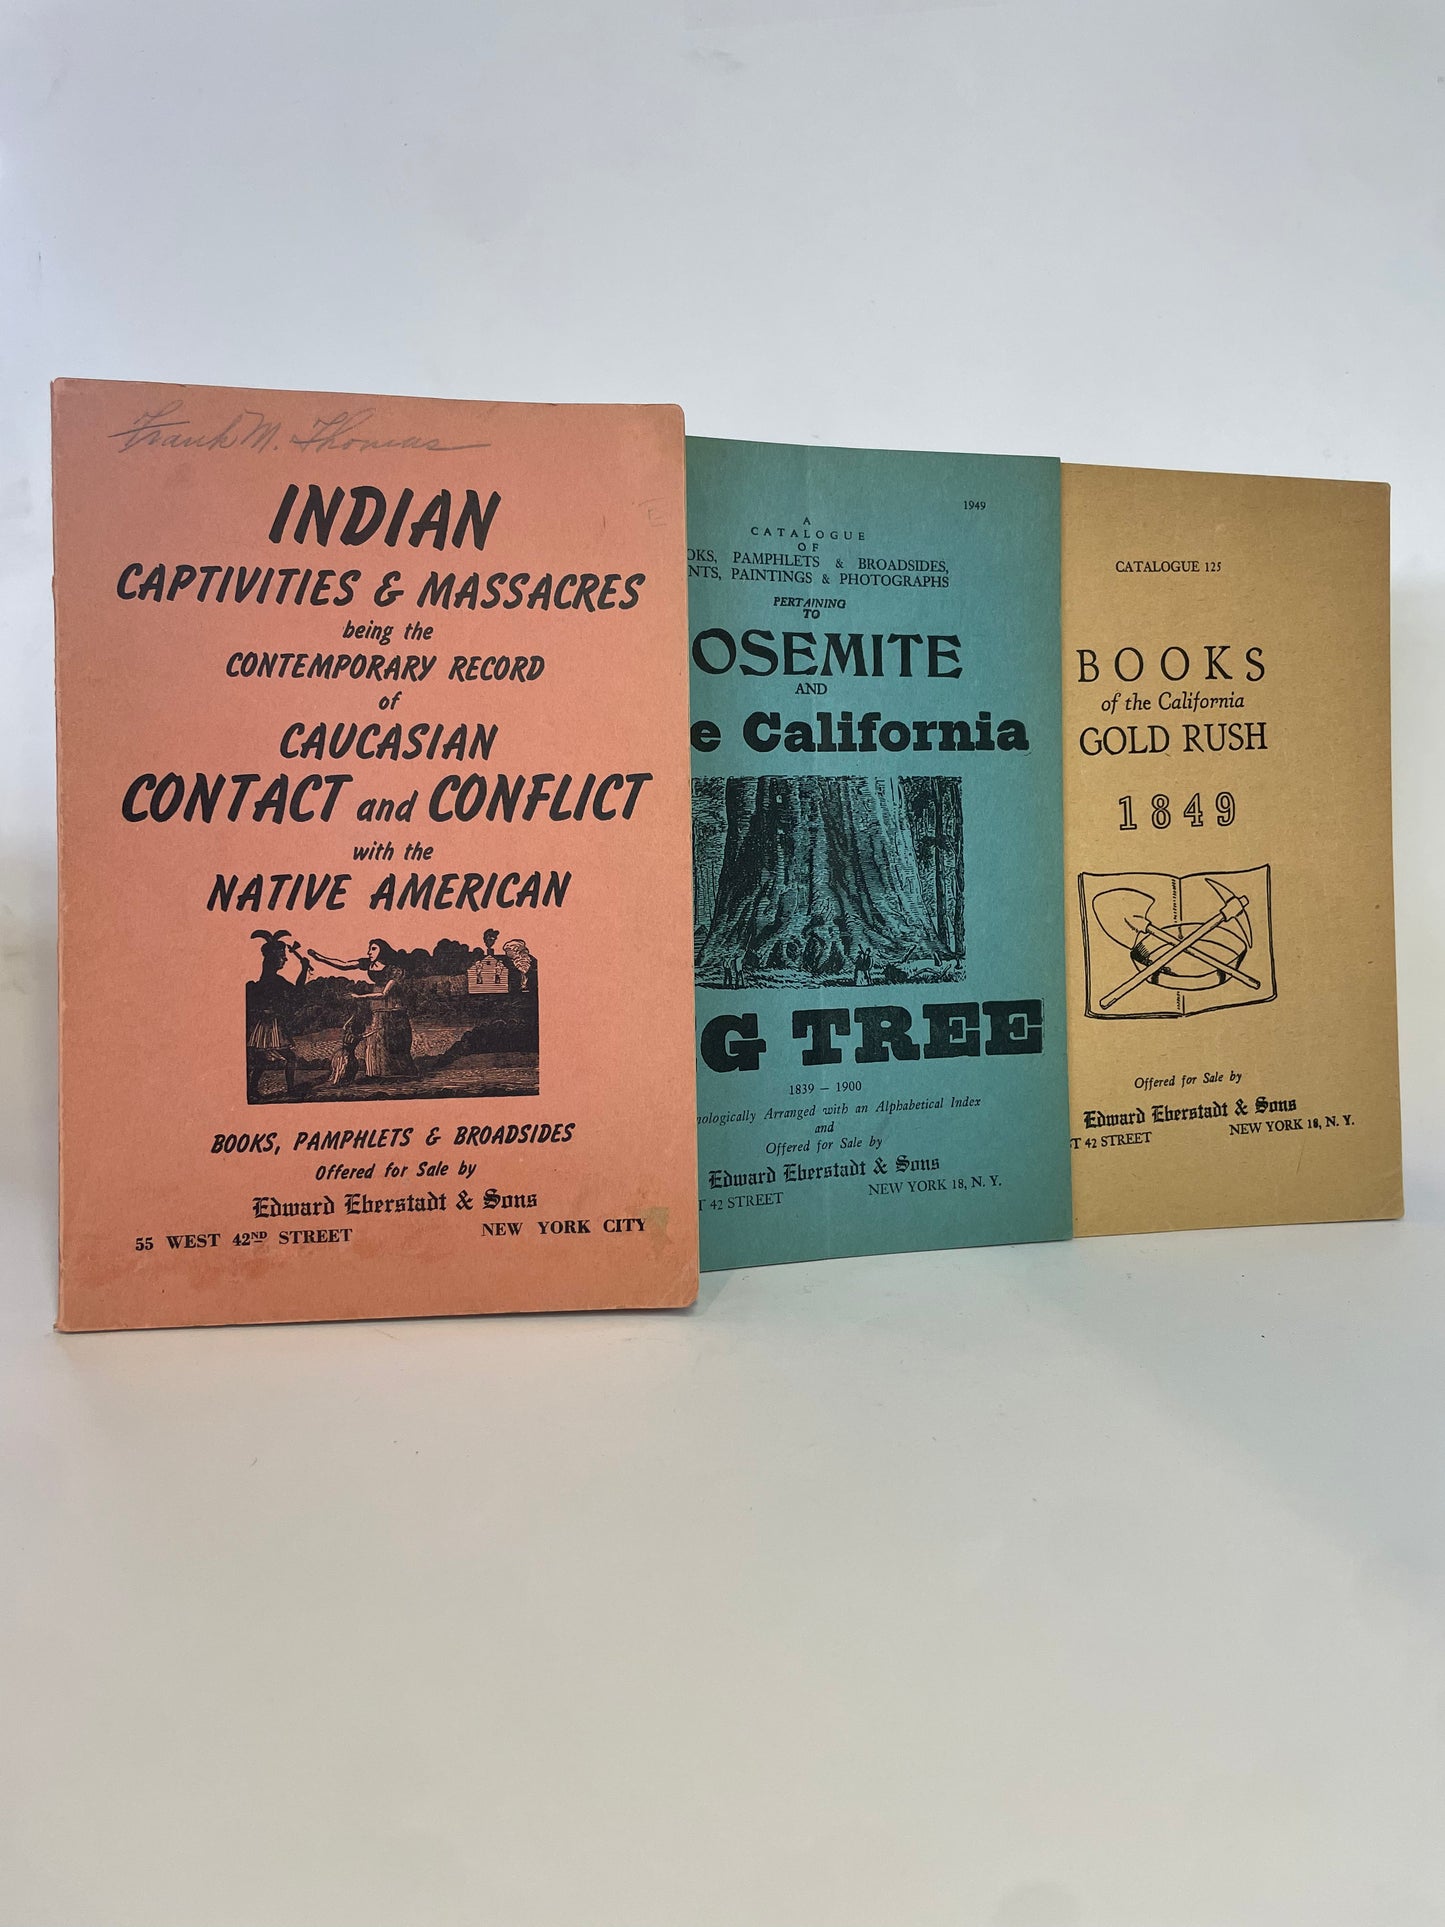 Frank M. Thomas
INDIAN
CAPTIVITIES & MASSACRES
being the
CONTEMPORARY RECORD
of
CAUCASIAN
CONTACT and CONFLICT
with the
NATIVE AMERICAN
BOOKS, PAMPHLETS & BROADSIDES
Offered for Sale by
Edward Eberstadt & Sons
55 WEST 42ND STREET NEW YORK CITY
1949
A
CATALOGUE
OF
OKS, PAMPHLETS & BROADSIDES,
NTS, PAINTINGS & PHOTOGRAPHS
PERTAINING
TO
OSEMITE
AND
e California
G TREE
1839 – 1900
nologically Arranged with an Alphabetical Index
and
Offered for Sale by
Edward Eberstadt & Sons
T 42 STREET NEW YORK 18, N. Y.
CATALOGUE 125
BOOKS
of the California
GOLD RUSH
1849
Offered for Sale by
Edward Eberstadt & Sons
T 42 STREET NEW YORK 18, N. Y.